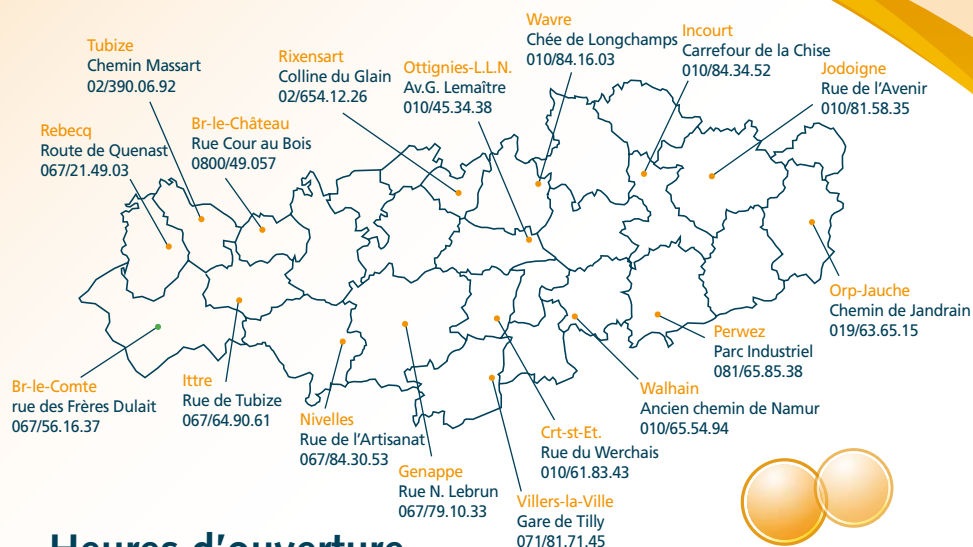 Wavre
Chée de Longchamps
010/84.16.03
Incourt
Carrefour de la Chise
010/84.34.52
Tubize
Chemin Massart
02/390.06.92
Rixensart
Colline du Glain
02/654.12.26
Ottignies-L.L.N.
Av.G. Lemaître
010/45.34.38
Jodoigne
Rue de l'Avenir
010/81.58.35
Rebecq
Route de Quenast
067/21.49.03
Br-le-Château
Rue Cour au Bois
0800/49.057
Orp-Jauche
Chemin de Jandrain
019/63.65.15
Perwez
Parc Industriel
081/65.85.38
Br-le-Comte
rue des Frères Dulait
067/56.16.37
Ittre
Rue de Tubize
067/64.90.61
Nivelles
Rue de l'Artisanat
067/84.30.53
Walhain
Ancien chemin de Namur
010/65.54.94
Crt-st-Et.
Rue du Werchais
010/61.83.43
Genappe
Rue N. Lebrun
067/79.10.33
Villers-la-Ville
Gare de Tilly
071/81.71.45
Heures d'ouverture